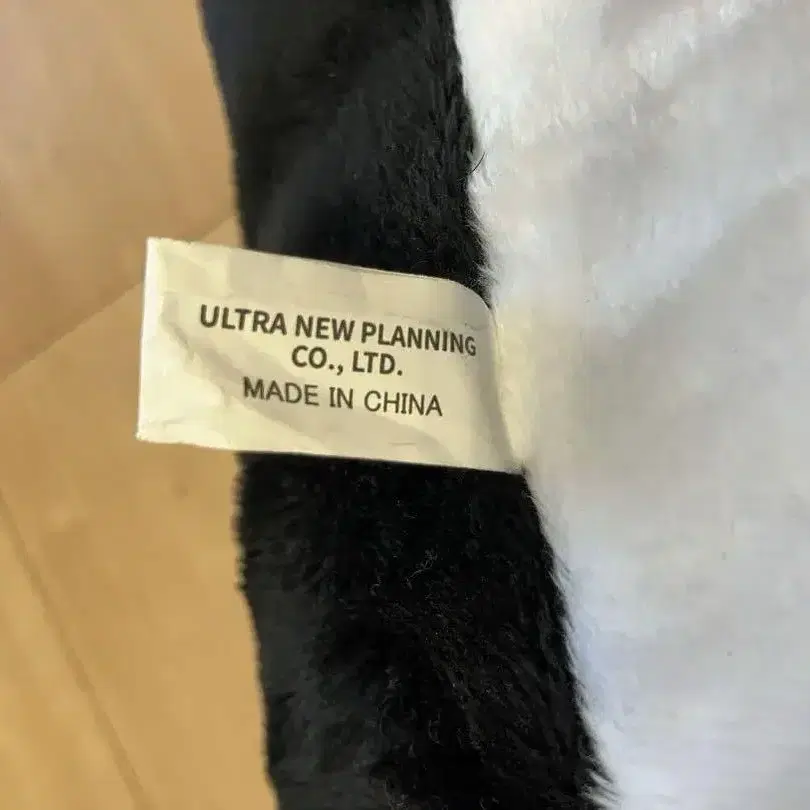 ULTRA NEW PLANNING
CO., LTD.
MADE IN CHINA